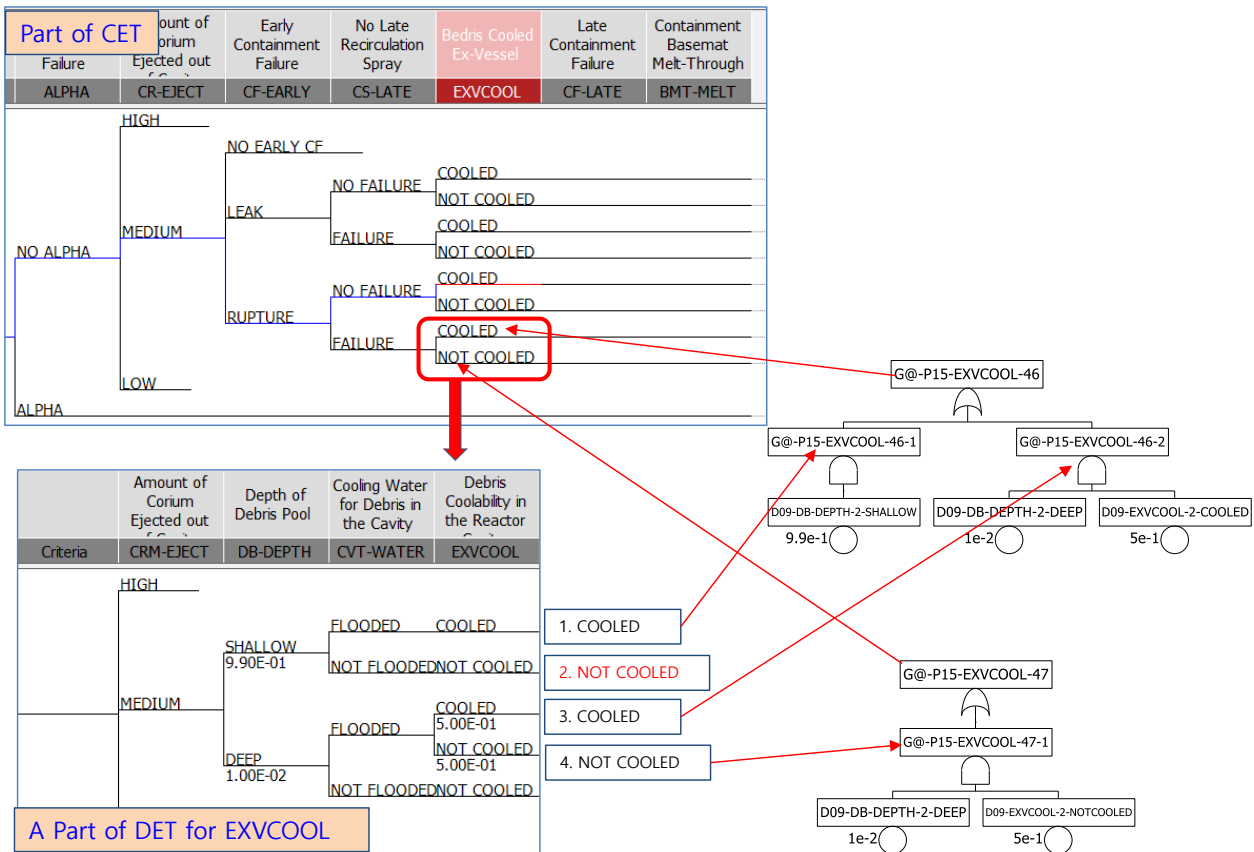 Part of CET
ount of
orium
Ejected out
Failure
Early
Containment
Failure
No Late
Recirculation
Spray
Bedris Cooled
Ex-Vessel
Late
Containment
Failure
Containment
Basemat
Melt-Through
ALPHA
CR-EJECT
CF-EARLY
CS-LATE
EXVCOOL
CF-LATE
BMT-MELT
HIGH
NO EARLY CF
COOLED
NO FAILURE
NOT COOLED
LEAK
COOLED
MEDIUM
FAILURE
NOT COOLED
NO ALPHA
COOLED
NO FAILURE
NOT COOLED
RUPTURE
COOLED
FAILURE
NOT COOLED
LOW
ALPHA
G@-P15-EXVCOOL-46
G@-P15-EXVCOOL-46-1
G@-P15-EXVCOOL-46-2
D09-DB-DEPTH-2-SHALLOW
D09-DB-DEPTH-2-DEEP
D09-EXVCOOL-2-COOLED
9.9e-1
1e-2
5e-1
Amount of
Corium
Ejected out
Depth of
Debris Pool
Cooling Water
for Debris in
the Cavity
Debris
Coolability in
the Reactor
Criteria
CRM-EJECT
DB-DEPTH
CVT-WATER
EXVCOOL
HIGH
FLOODED
COOLED
1. COOLED
SHALLOW
9.90E-01
NOT FLOODED
NOT COOLED
2. NOT COOLED
MEDIUM
COOLED
5.00E-01
3. COOLED
FLOODED
NOT COOLED
5.00E-01
4. NOT COOLED
DEEP
1.00E-02
NOT FLOODED
NOT COOLED
A Part of DET for EXVCOOL
G@-P15-EXVCOOL-47
G@-P15-EXVCOOL-47-1
D09-DB-DEPTH-2-DEEP
D09-EXVCOOL-2-NOTCOOLED
1e-2
5e-1